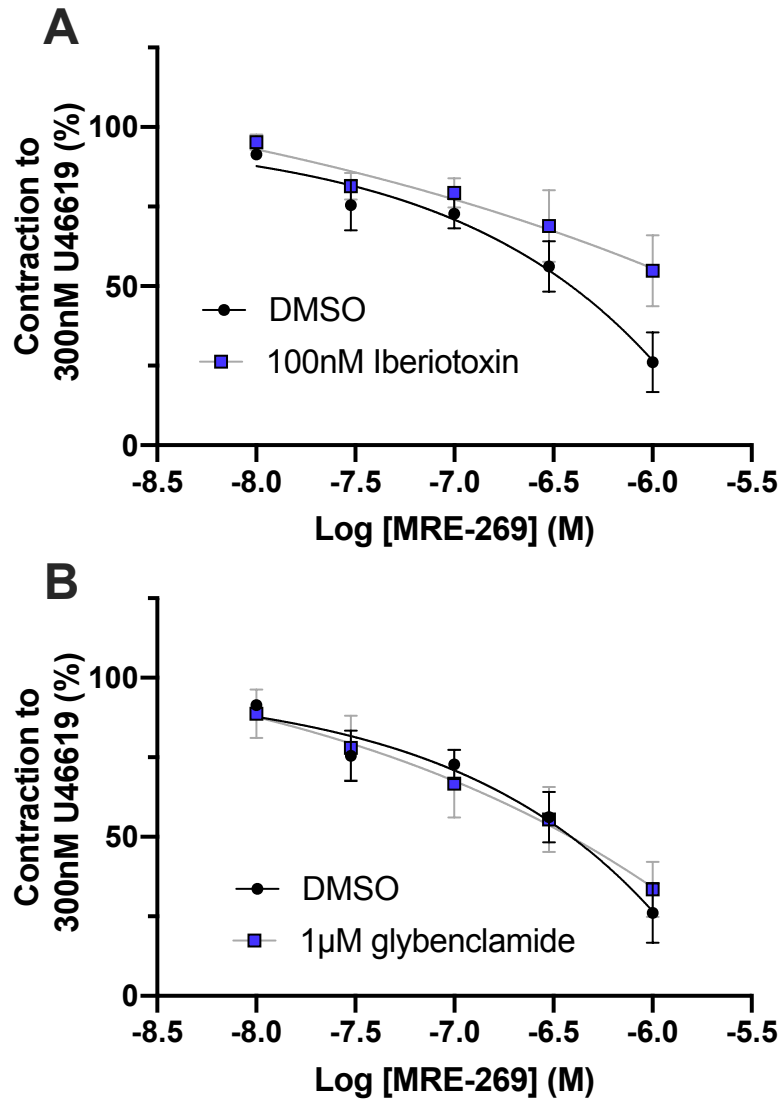 A
Contraction to
300nM U46619 (%)
100
50
0
DMSO
100nM Iberiotoxin
-8.5 -8.0 -7.5 -7.0 -6.5 -6.0 -5.5
Log [MRE-269] (M)
B
Contraction to
300nM U46619 (%)
100
50
0
DMSO
1µM glybenclamide
-8.5 -8.0 -7.5 -7.0 -6.5 -6.0 -5.5
Log [MRE-269] (M)